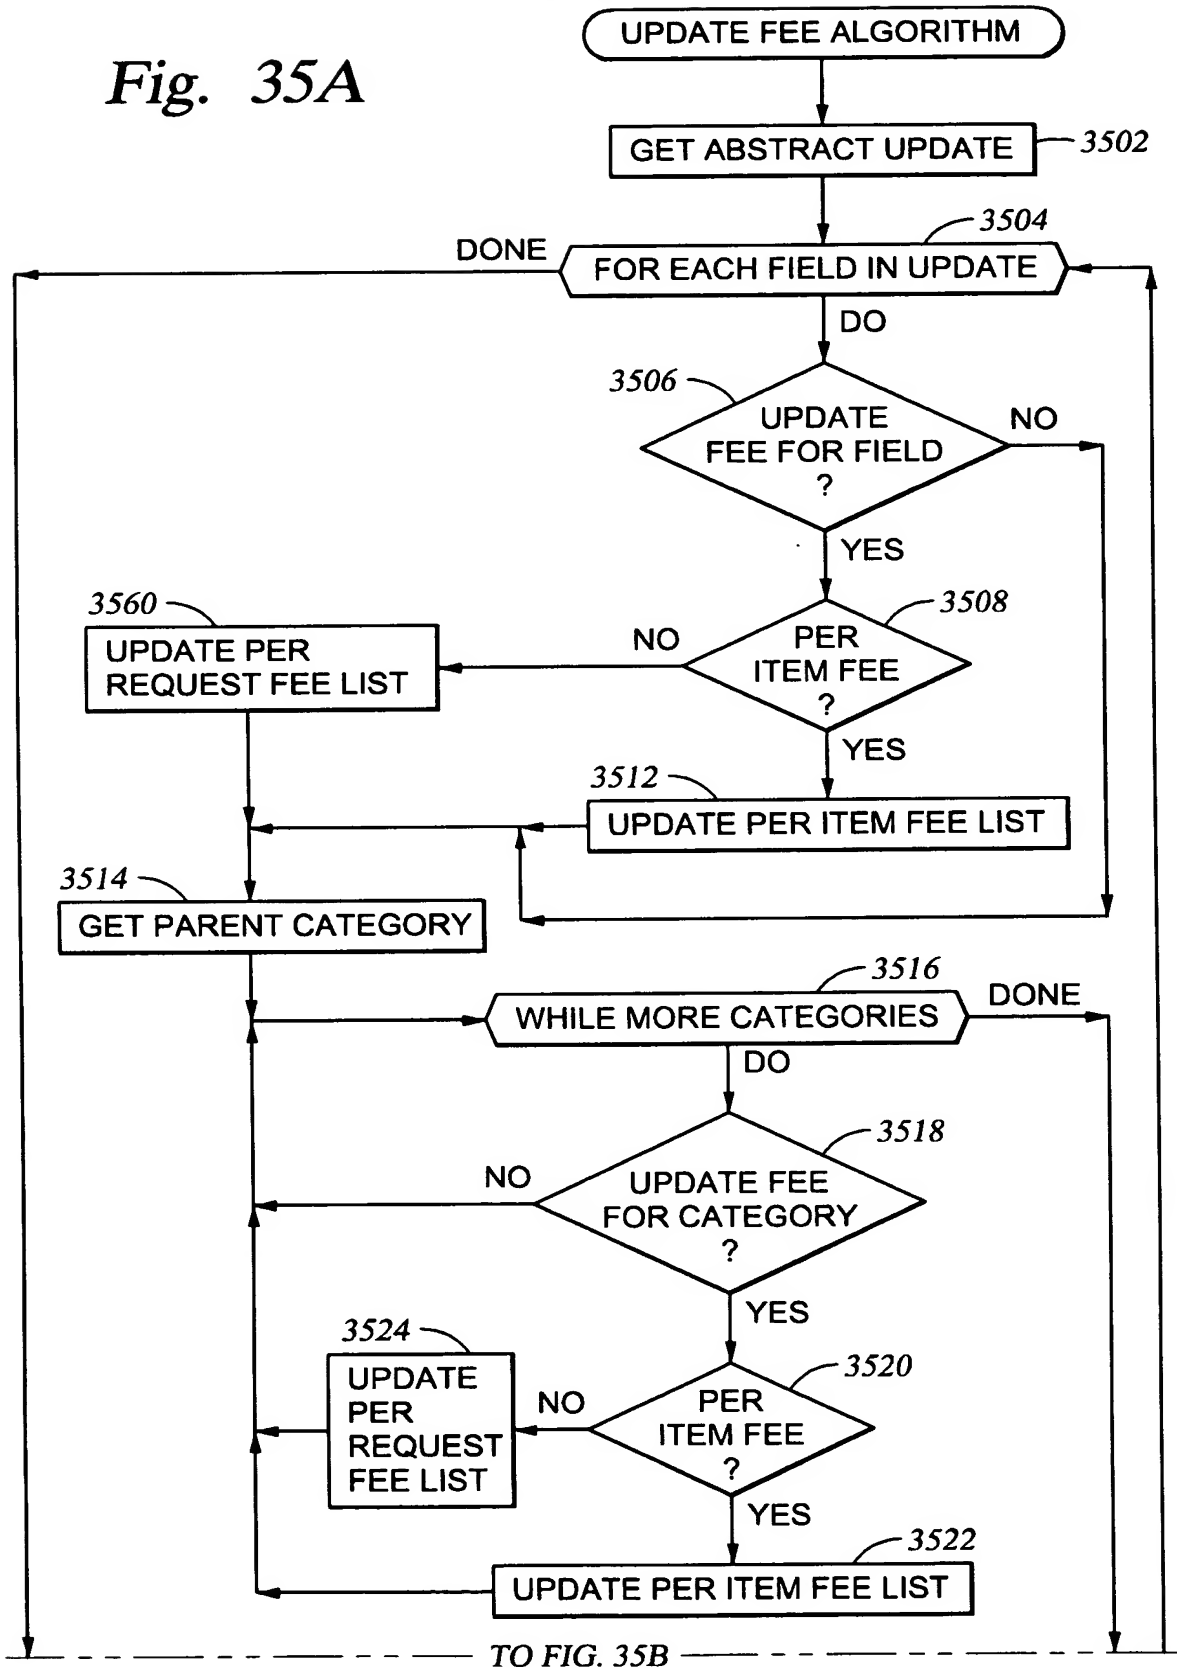 Fig. 35A
UPDATE FEE ALGORITHM
GET ABSTRACT UPDATE
3502
3504
DONE
FOR EACH FIELD IN UPDATE
DO
3506
UPDATE
FEE FOR FIELD
?
NO
YES
3560
3508
UPDATE PER
REQUEST FEE LIST
NO
PER
ITEM FEE
?
YES
3512
UPDATE PER ITEM FEE LIST
3514
GET PARENT CATEGORY
3516
WHILE MORE CATEGORIES
DONE
DO
3518
NO
UPDATE FEE
FOR CATEGORY
?
YES
3524
3520
UPDATE
PER
REQUEST
FEE LIST
NO
PER
ITEM FEE
?
YES
3522
UPDATE PER ITEM FEE LIST
TO FIG. 35B